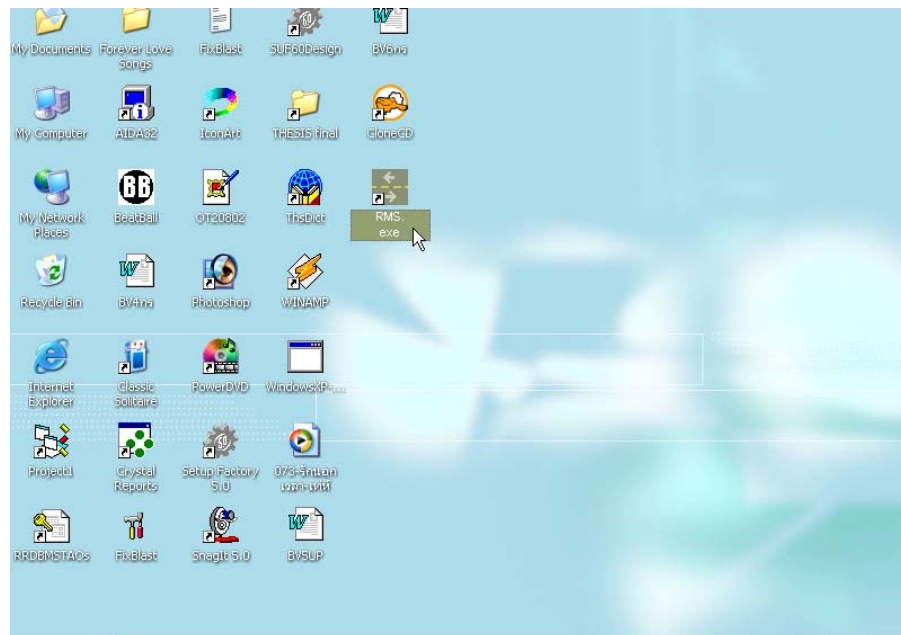 My Documents
Forever Love
Songs
FixBlast
SUF60Design
My Computer
AIDA32
IconArt
THESIS final
CloneCD
My Network
Places
BeatBall
OT20802
ThsDict
RMS.
exe
Recycle Bin
Photoshop
WINAMP
Internet
Explorer
Classic
Solitaire
PowerDVD
WindowsXP-...
Project1
Crystal
Reports
Setup Factory
5.0
RRDBMSTAOs
FixBlast
SnagIt 5.0
BV5UP